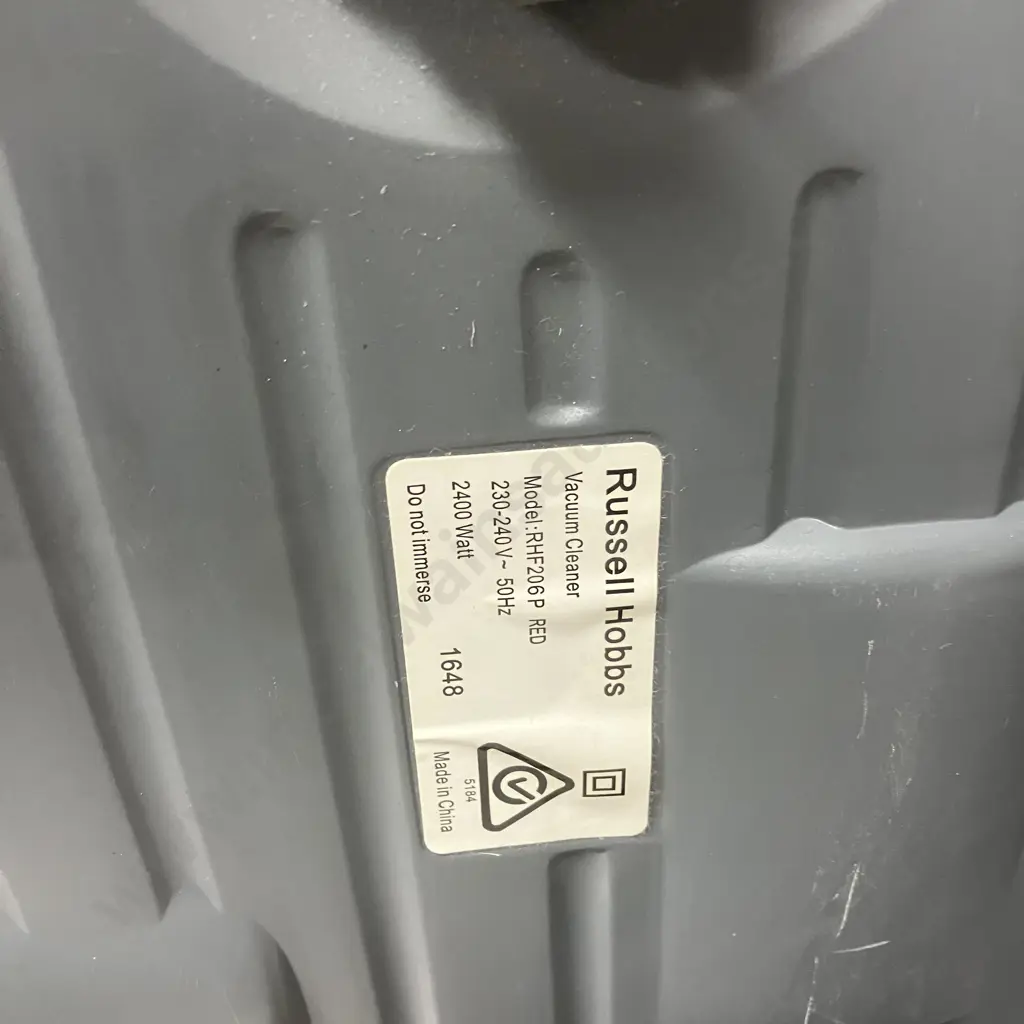 Russell Hobbs
Vacuum Cleaner
Model:RHF206P RED
230-240V~ 50Hz
2400 Watt
Do not immerse
1648
5184
Made in China